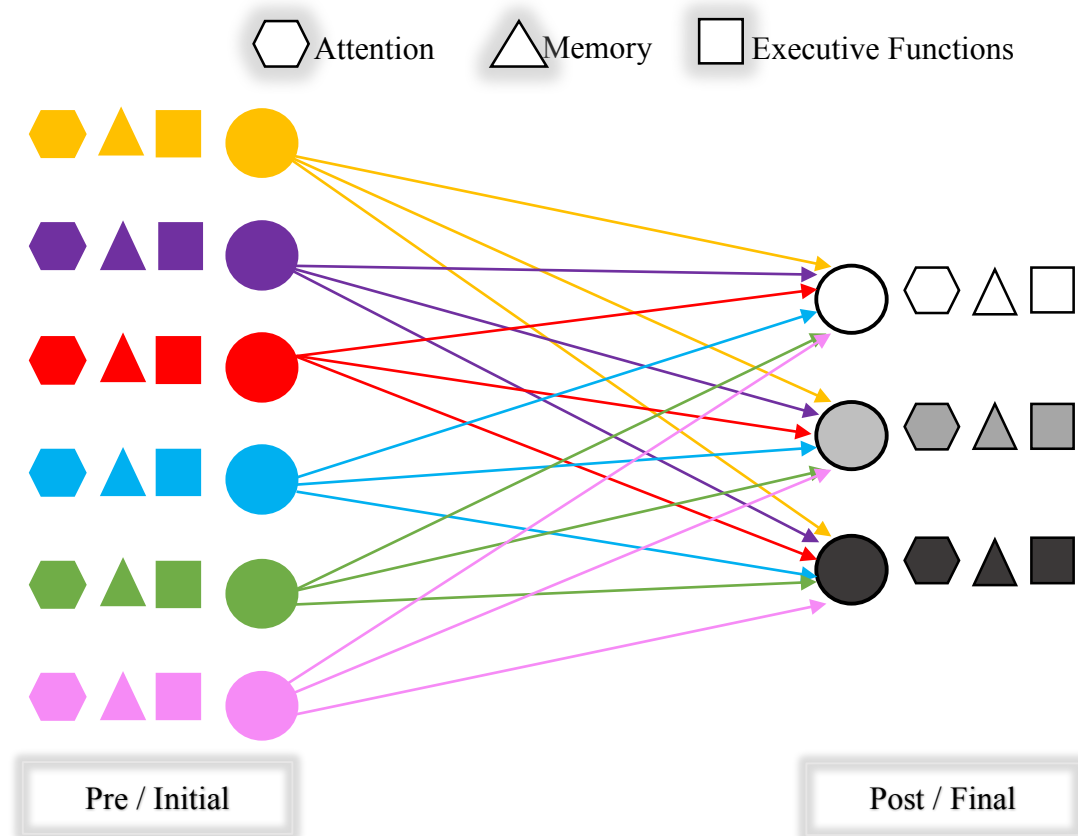 Attention Memory Executive Functions
Pre / Initial Post / Final